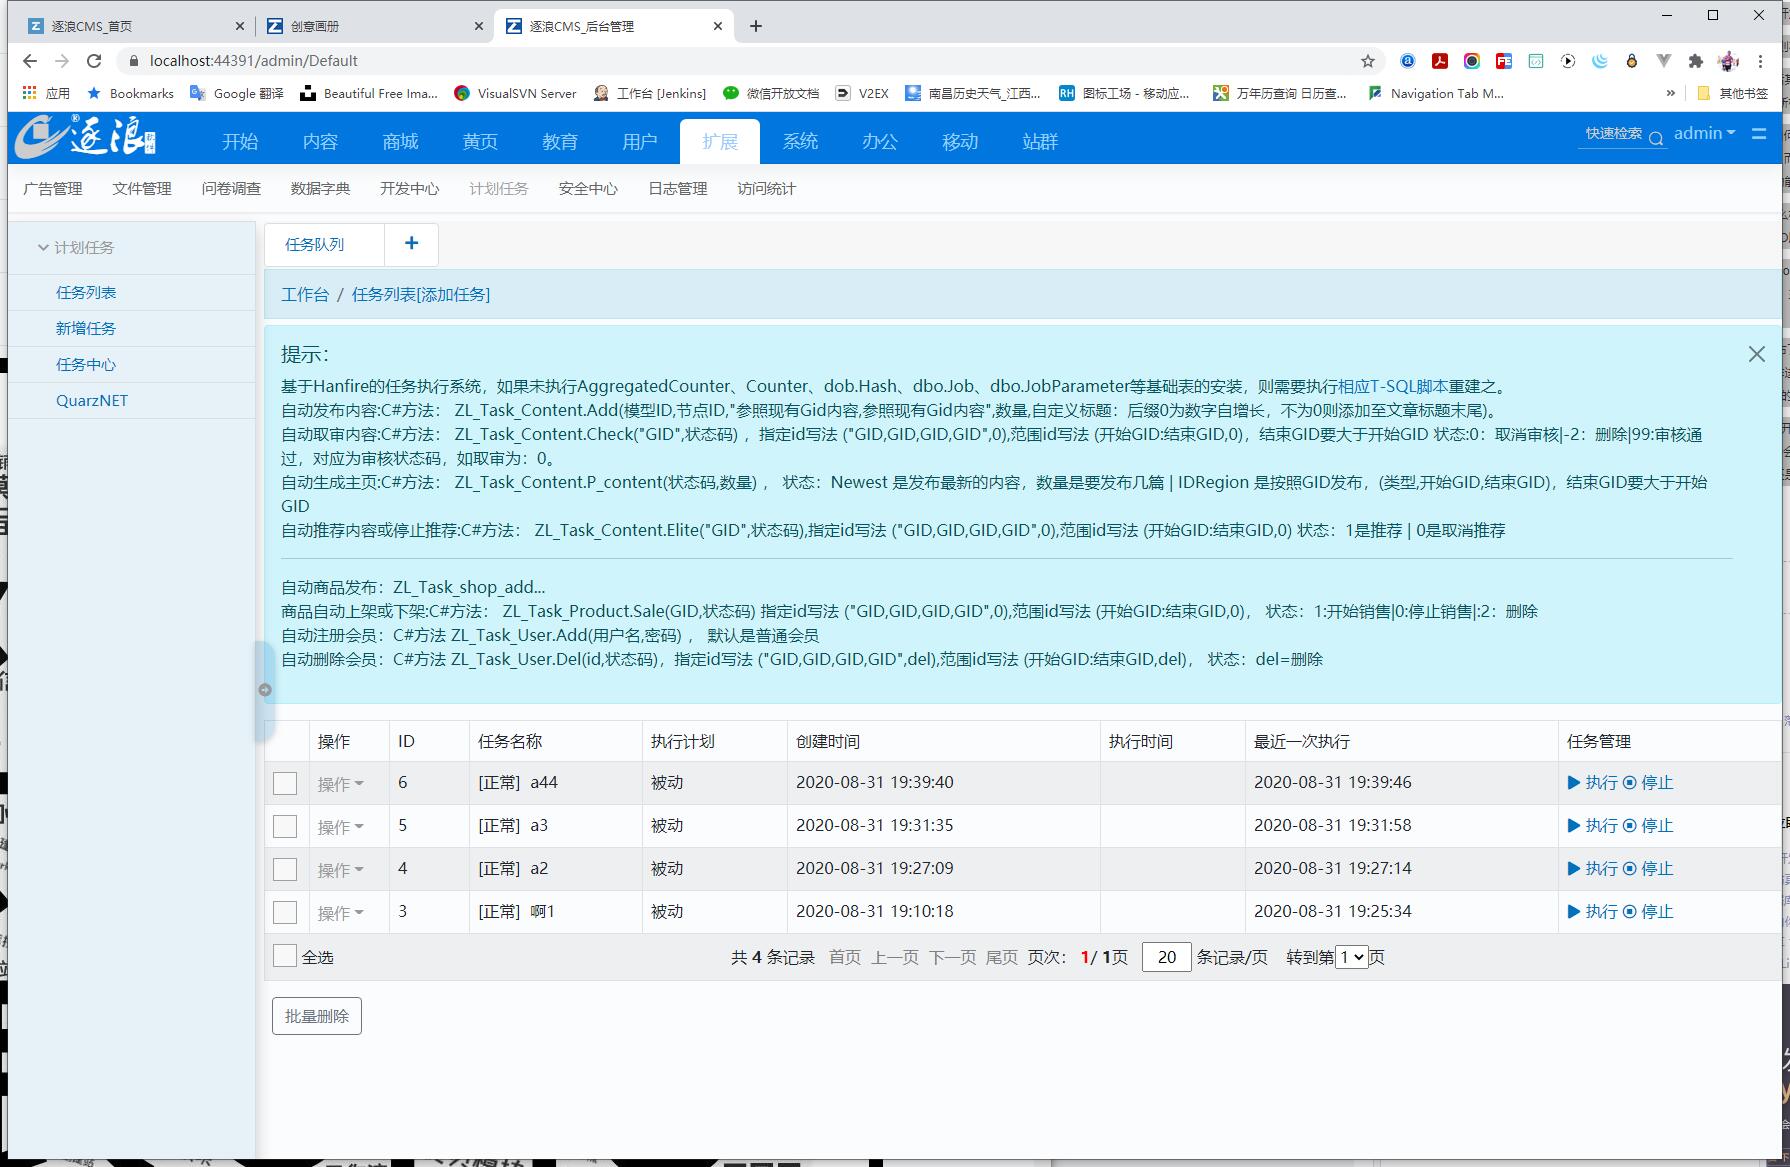 逐浪CMS_首页
创意画册
逐浪CMS_后台管理
localhost:44391/admin/Default
应用
Bookmarks
Google 翻译
Beautiful Free Ima...
VisualSVN Server
工作台 [Jenkins]
微信开放文档
V2EX
南昌历史天气_江西...
图标工场 - 移动应...
万年历查询 日历查...
Navigation Tab M...
»
其他书签
逐浪
开始
内容
商城
黄页
教育
用户
扩展
系统
办公
移动
站群
快速检索
admin
广告管理
文件管理
问卷调查
数据字典
开发中心
计划任务
安全中心
日志管理
访问统计
计划任务
任务列表
新增任务
任务中心
QuarzNET
任务队列
+
工作台 / 任务列表[添加任务]
提示：
基于Hanfire的任务执行系统，如果未执行AggregatedCounter、Counter、dob.Hash、dbo.Job、dbo.JobParameter等基础表的安装，则需要执行相应T-SQL脚本重建之。
自动发布内容:C#方法： ZL_Task_Content.Add(模型ID,节点ID,"参照现有Gid内容,参照现有Gid内容",数量,自定义标题：后缀0为数字自增长，不为0则添加至文章标题末尾)。
自动取审内容:C#方法： ZL_Task_Content.Check("GID",状态码) ，指定id写法 ("GID,GID,GID,GID",0),范围id写法 (开始GID:结束GID,0)，结束GID要大于开始GID 状态:0：取消审核|-2：删除|99:审核通
过，对应为审核状态码，如取审为：0。
自动生成主页:C#方法： ZL_Task_Content.P_content(状态码,数量) ， 状态：Newest 是发布最新的内容，数量是要发布几篇 | IDRegion 是按照GID发布，(类型,开始GID,结束GID)，结束GID要大于开始
GID
自动推荐内容或停止推荐:C#方法： ZL_Task_Content.Elite("GID",状态码),指定id写法 ("GID,GID,GID,GID",0),范围id写法 (开始GID:结束GID,0) 状态：1是推荐 | 0是取消推荐
自动商品发布：ZL_Task_shop_add...
商品自动上架或下架:C#方法： ZL_Task_Product.Sale(GID,状态码) 指定id写法 ("GID,GID,GID,GID",0),范围id写法 (开始GID:结束GID,0)， 状态：1:开始销售|0:停止销售|:2：删除
自动注册会员：C#方法 ZL_Task_User.Add(用户名,密码) ， 默认是普通会员
自动删除会员：C#方法 ZL_Task_User.Del(id,状态码)，指定id写法 ("GID,GID,GID,GID",del),范围id写法 (开始GID:结束GID,del)， 状态：del=删除
操作 ID 任务名称 执行计划 创建时间 执行时间 最近一次执行 任务管理
操作 6 [正常] a44 被动 2020-08-31 19:39:40 2020-08-31 19:39:46 执行 停止
操作 5 [正常] a3 被动 2020-08-31 19:31:35 2020-08-31 19:31:58 执行 停止
操作 4 [正常] a2 被动 2020-08-31 19:27:09 2020-08-31 19:27:14 执行 停止
操作 3 [正常] 啊1 被动 2020-08-31 19:10:18 2020-08-31 19:25:34 执行 停止
全选 共 4 条记录 首页 上一页 下一页 尾页 页次： 1/ 1页 20 条记录/页 转到第1页
批量删除